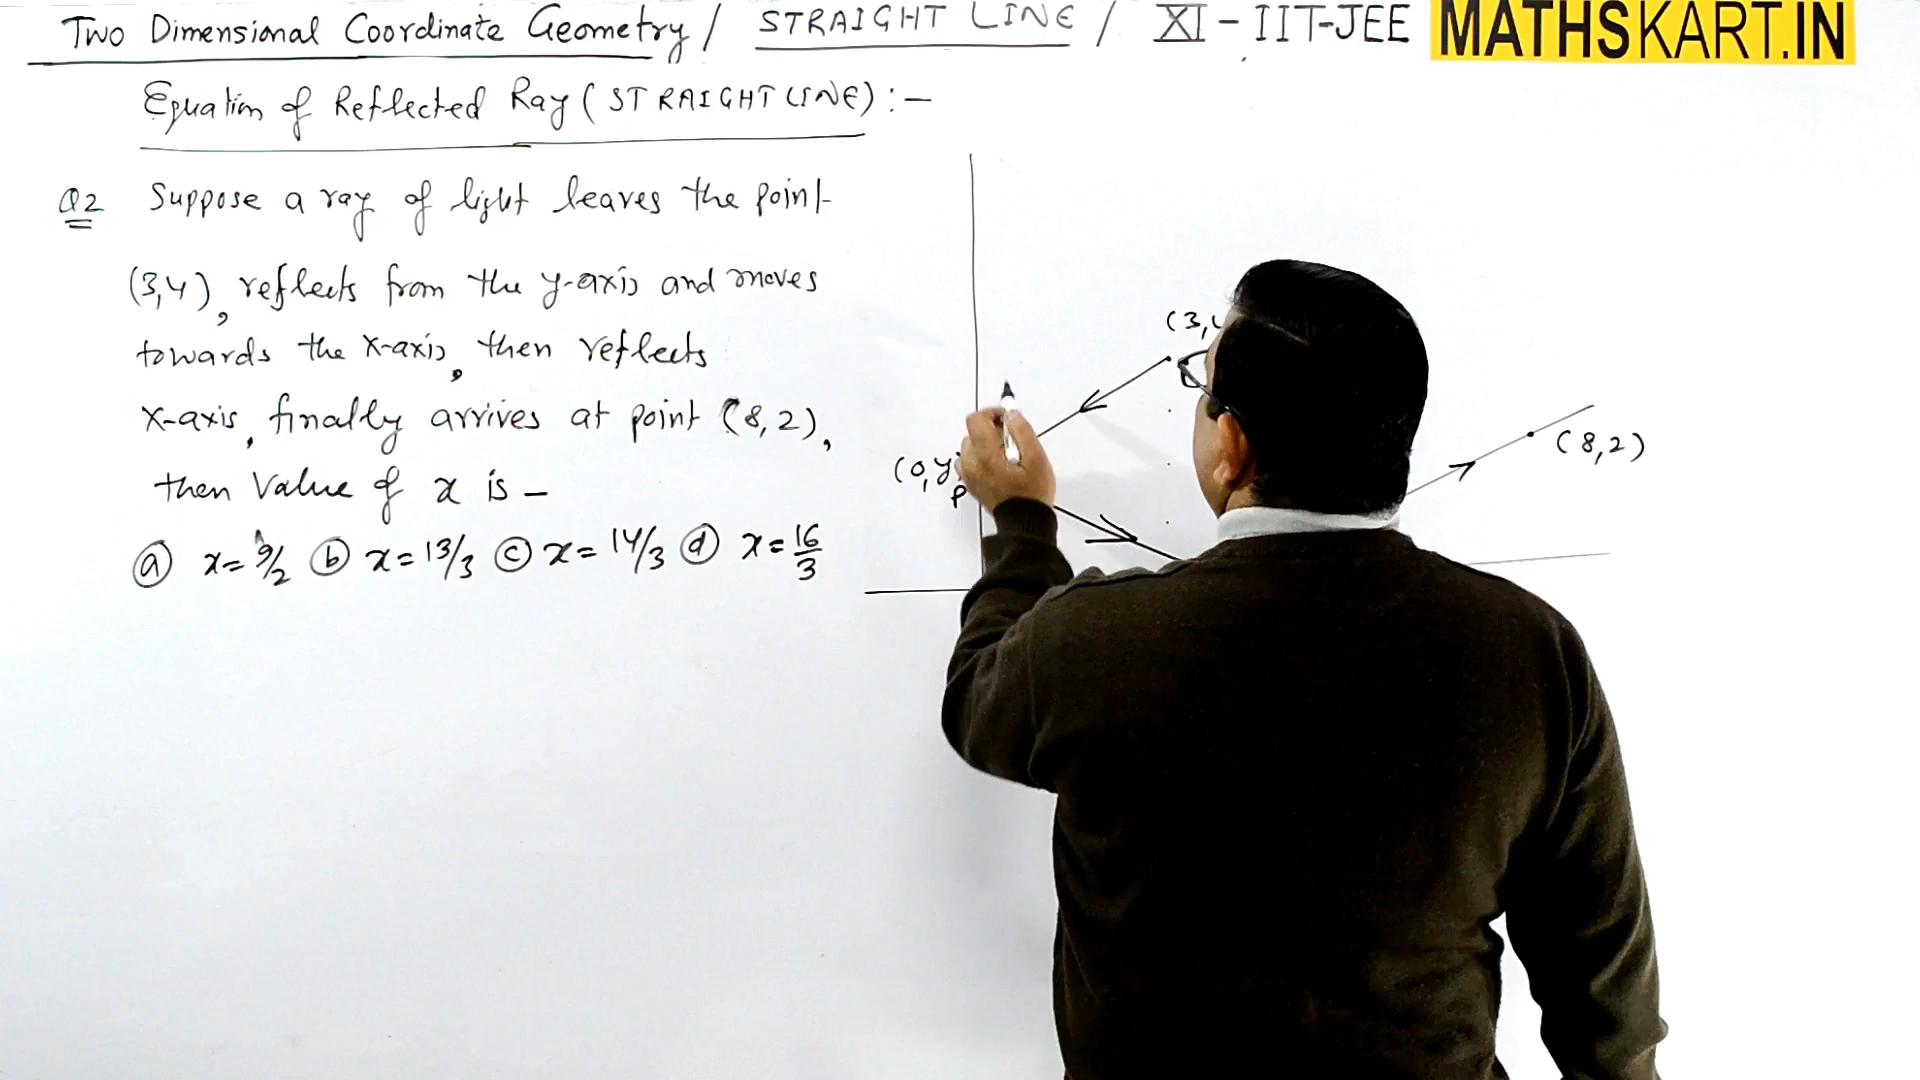 Two Dimensional Coordinate Geometry / STRAIGHT LINE / XI - IIT-JEE MATHSKART.IN
Equation of Reflected Ray (STRAIGHT LINE) :-
Q2 Suppose a ray of light leaves the point
(3,4), reflects from the y-axis and moves
towards the x-axis, then reflects
x-axis, finally arrives at point (8,2),
then Value of x is -
(a) x = 9/2 (b) x = 13/3 (c) x = 14/3 (d) x = 16/3
(3,
(8,2)
(0,y
P